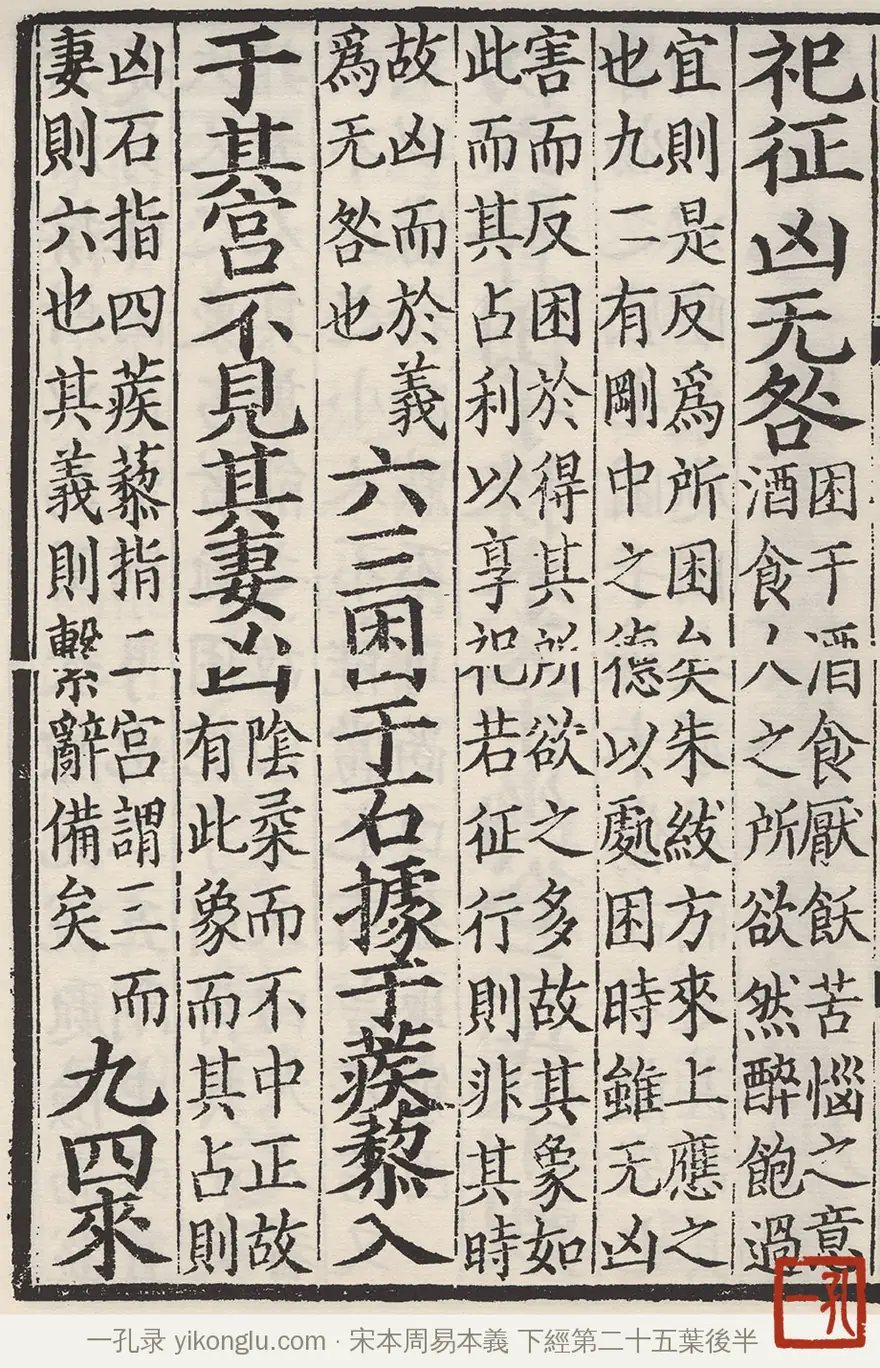 祀征凶无咎
困于酒食厭飫苦惱之意
酒食人之所欲然醉飽過
宜則是反爲所困矣朱紱方來上應之
也九二有剛中之德以處困時雖无凶
害而反困於得其所欲之多故其象如
此而其占利以享祀若征行則非其時
故凶而於義
爲无咎也
六三困于石據于蒺藜入
于其宮不見其妻凶
陰柔而不中正故
有此象而其占則
凶石指四蒺藜指二宮謂三而
妻則六也其義則繫辭備矣
九四來
一孔
一孔录 yikonglu.com · 宋本周易本義 下經第二十五葉後半